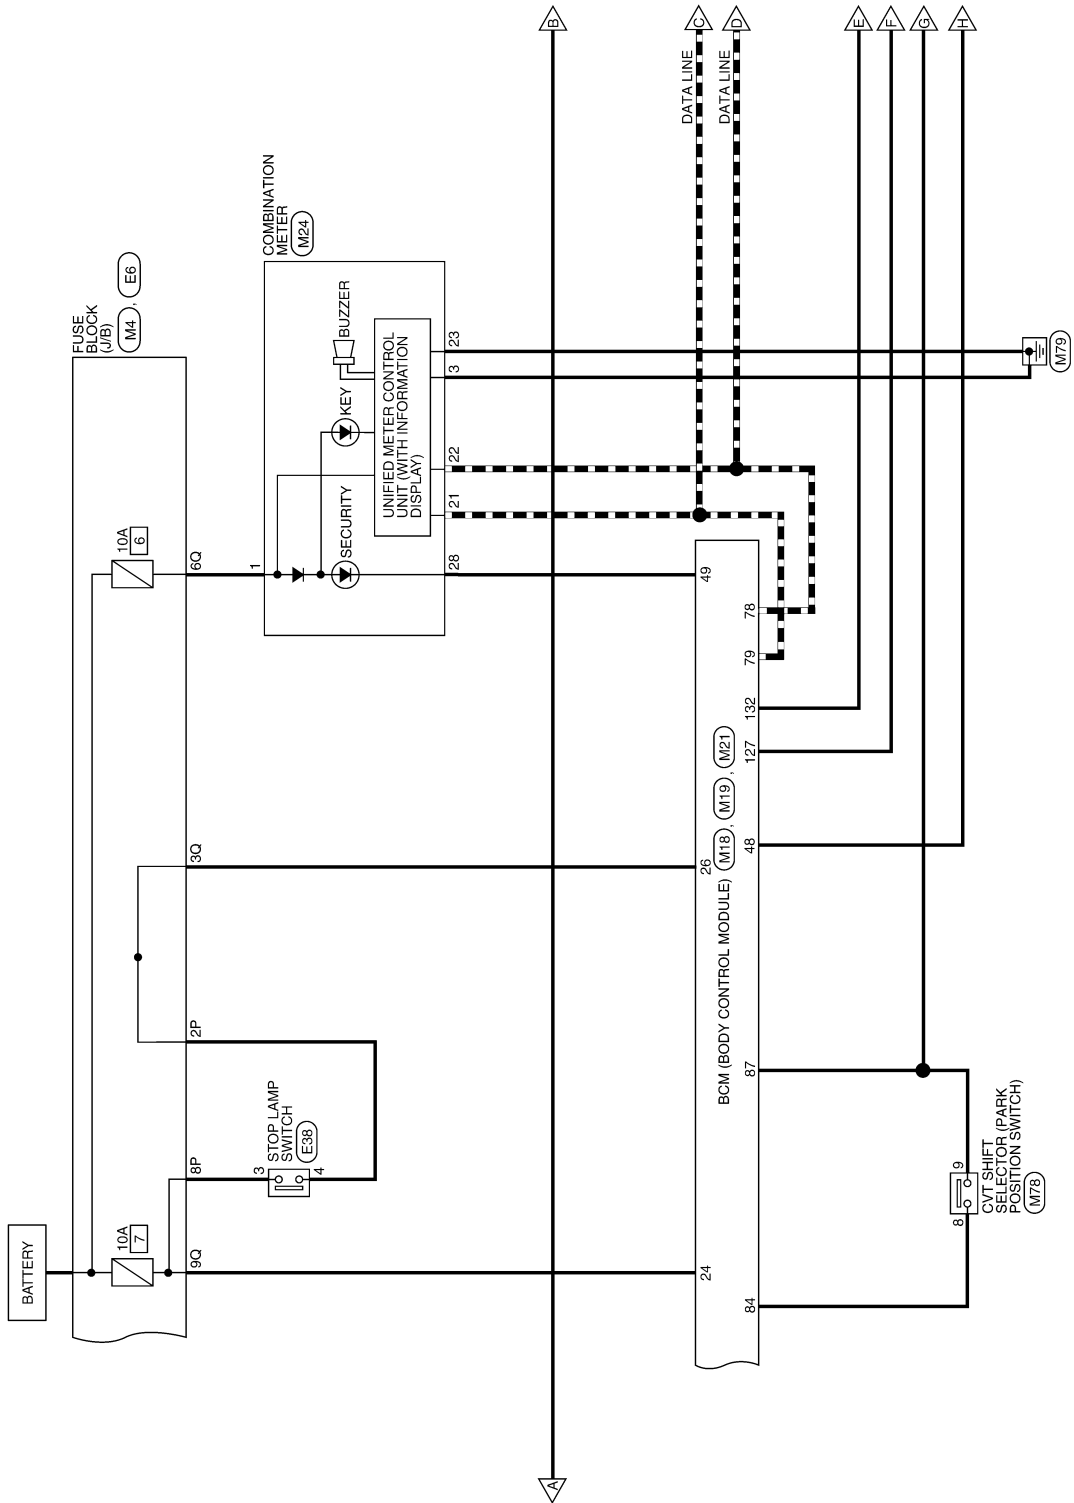 BATTERY
FUSE
BLOCK
(J/B)
M4 , E6
10A
7
10A
6
9Q
8P
2P
3Q
6Q
STOP LAMP
SWITCH
E38
3
4
COMBINATION
METER
M24
1
SECURITY
KEY
BUZZER
UNIFIED METER CONTROL
UNIT (WITH INFORMATION
DISPLAY)
28
21
22
3
23
A
B
DATA LINE
C
DATA LINE
D
E
F
G
H
24
26
49
BCM (BODY CONTROL MODULE) M18 , M19 , M21
84
87
48
127
132
79
78
8
9
CVT SHIFT
SELECTOR (PARK
POSITION SWITCH)
M78
M79